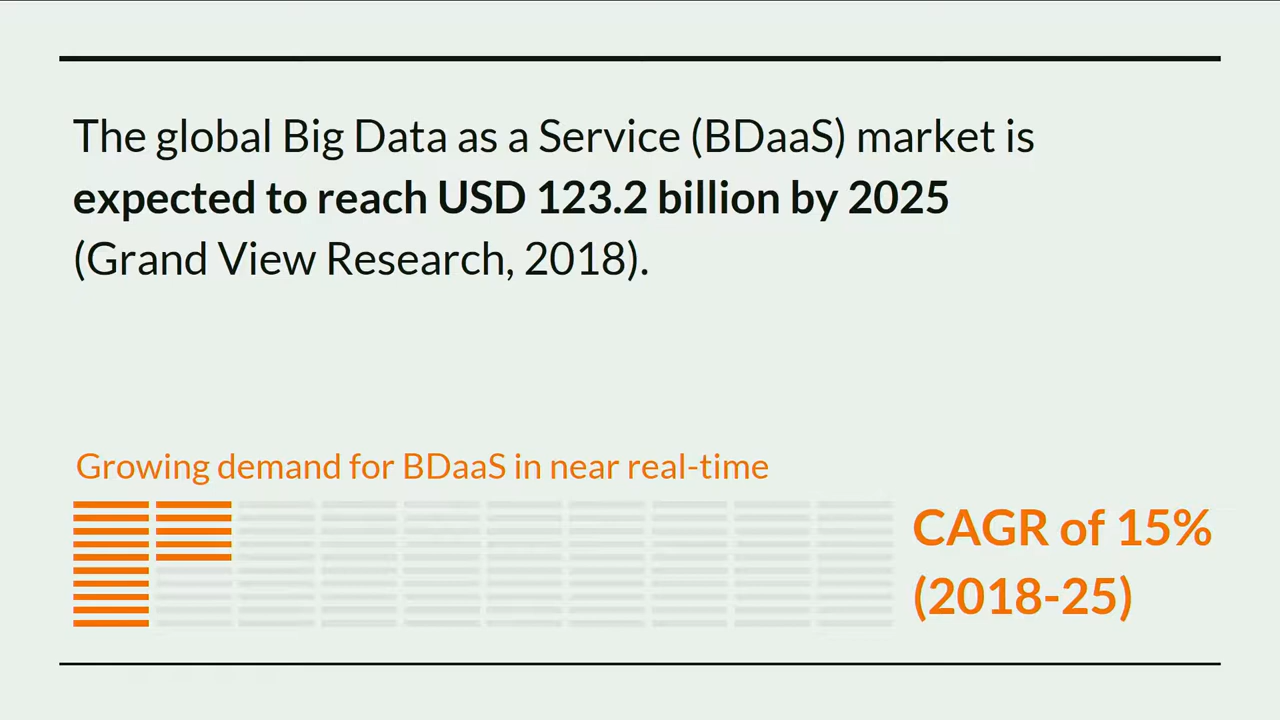 The global Big Data as a Service (BDaaS) market is
expected to reach USD 123.2 billion by 2025
(Grand View Research, 2018).
Growing demand for BDaaS in near real-time
CAGR of 15%
(2018-25)